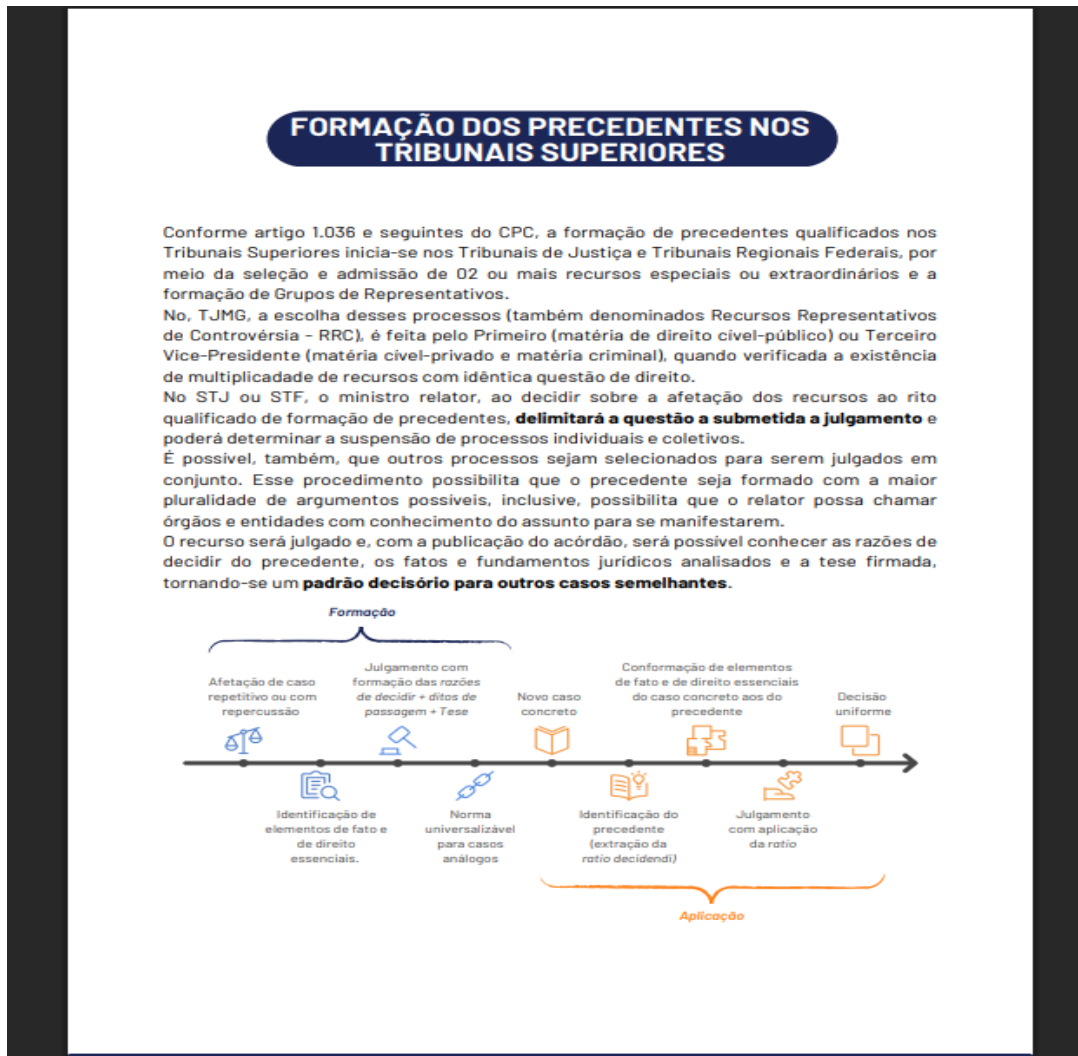 FORMAÇÃO DOS PRECEDENTES NOS
TRIBUNAIS SUPERIORES
Conforme artigo 1.036 e seguintes do CPC, a formação de precedentes qualificados nos
Tribunais Superiores inicia-se nos Tribunais de Justiça e Tribunais Regionais Federais, por
meio da seleção e admissão de 02 ou mais recursos especiais ou extraordinários e a
formação de Grupos de Representativos.
No, TJMG, a escolha desses processos (também denominados Recursos Representativos
de Controvérsia - RRC), é feita pelo Primeiro (matéria de direito cível-público) ou Terceiro
Vice-Presidente (matéria cível-privado e matéria criminal), quando verificada a existência
de multiplicadade de recursos com idêntica questão de direito.
No STJ ou STF, o ministro relator, ao decidir sobre a afetação dos recursos ao rito
qualificado de formação de precedentes, delimitará a questão a submetida a julgamento e
poderá determinar a suspensão de processos individuais e coletivos.
É possível, também, que outros processos sejam selecionados para serem julgados em
conjunto. Esse procedimento possibilita que o precedente seja formado com a maior
pluralidade de argumentos possíveis, inclusive, possibilita que o relator possa chamar
órgãos e entidades com conhecimento do assunto para se manifestarem.
O recurso será julgado e, com a publicação do acórdão, será possível conhecer as razões de
decidir do precedente, os fatos e fundamentos jurídicos analisados e a tese firmada,
tornando-se um padrão decisório para outros casos semelhantes.
Formação
Afetação de caso
repetitivo ou com
repercussão
Julgamento com
formação das razões
de decidir + ditos de
passagem + Tese
Novo caso
concreto
Conformação de elementos
de fato e de direito essenciais
do caso concreto aos do
precedente
Decisão
uniforme
Identificação de
elementos de fato e
de direito
essenciais.
Norma
universalizável
para casos
análogos
Identificação do
precedente
(extração da
ratio decidendi)
Julgamento
com aplicação
da ratio
Aplicação